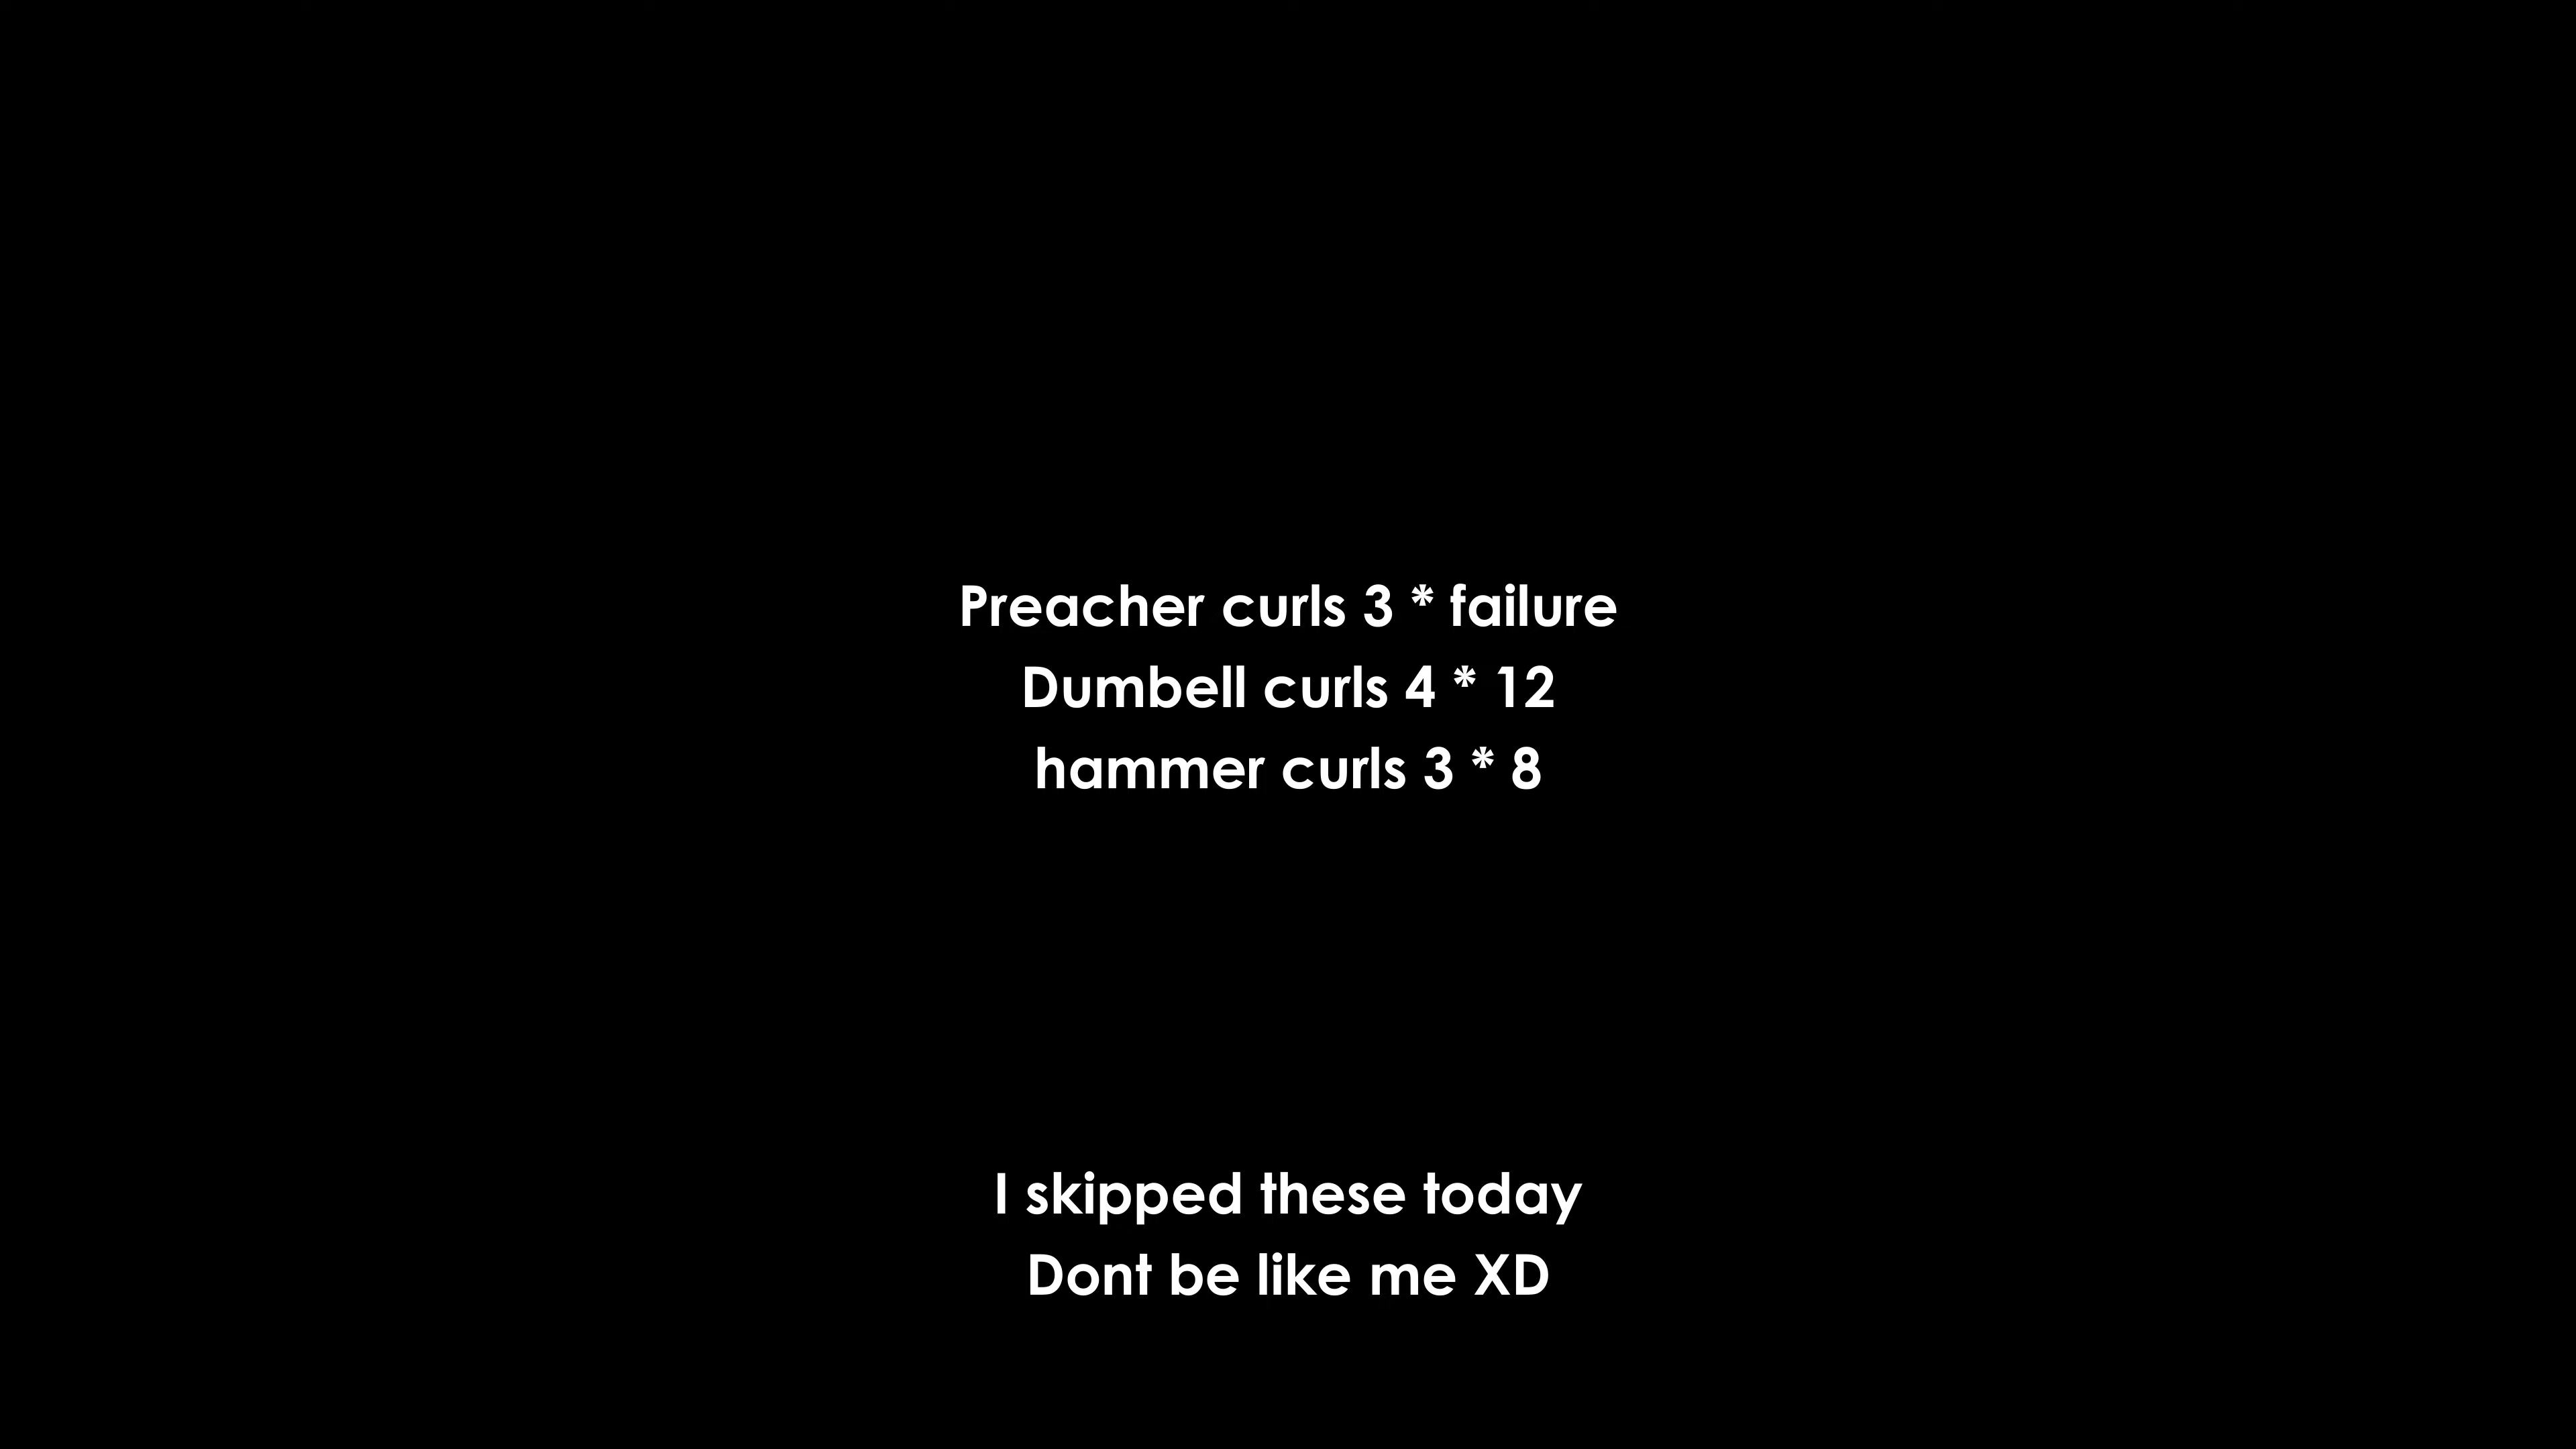 Preacher curls 3 * failure
Dumbell curls 4 * 12
hammer curls 3 * 8
I skipped these today
Dont be like me XD